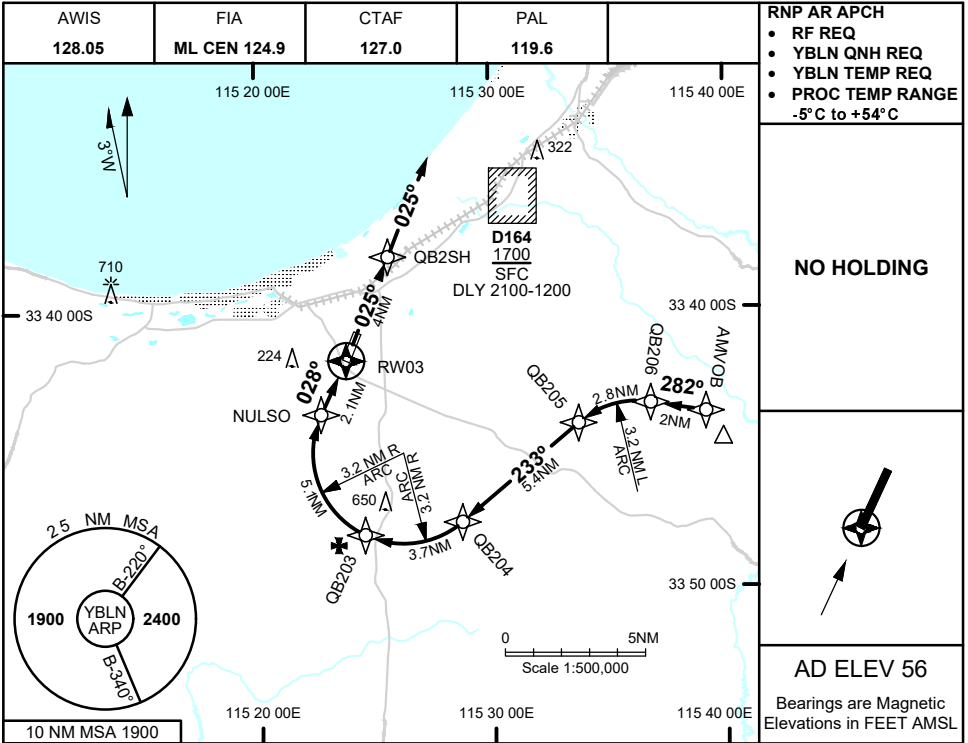 AWIS
128.05
FIA
ML CEN 124.9
CTAF
127.0
PAL
119.6
RNP AR APCH
• RF REQ
• YBLN QNH REQ
• YBLN TEMP REQ
• PROC TEMP RANGE
-5°C to +54°C
NO HOLDING
115 20 00E
115 30 00E
115 40 00E
3°W
322
025°
QB2SH
D164
1700
SFC
DLY 2100-1200
710
33 40 00S
33 40 00S
025°
4NM
224
RW03
028°
2.1NM
NULSO
QB206
AMVOB
282°
2NM
QB205
2.8NM
3.2 NM L
ARC
233°
5.4NM
3.2 NM R
ARC
3.2 NM R
ARC
5.1NM
650
QB203
3.7NM
QB204
25 NM MSA
B-220°
1900
YBLN
ARP
2400
B-340°
10 NM MSA 1900
33 50 00S
0
5NM
Scale 1:500,000
115 20 00E
115 30 00E
115 40 00E
AD ELEV 56
Bearings are Magnetic
Elevations in FEET AMSL